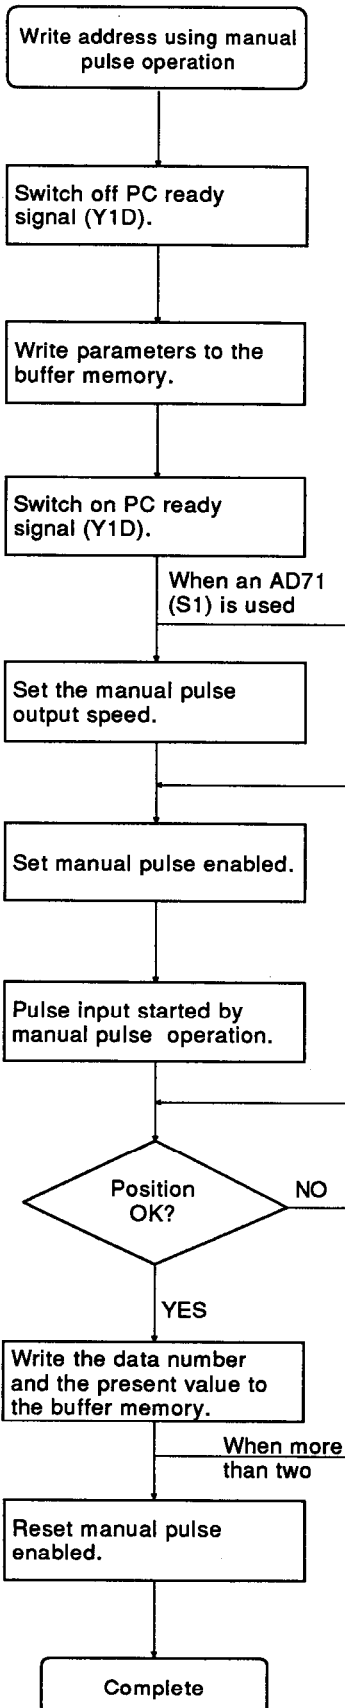 Write address using manual
pulse operation
Switch off PC ready
signal (Y1D).
Write parameters to the
buffer memory.
Switch on PC ready
signal (Y1D).
When an AD71
(S1) is used
Set the manual pulse
output speed.
Set manual pulse enabled.
Pulse input started by
manual pulse operation.
Position
OK?
NO
YES
Write the data number
and the present value to
the buffer memory.
When more
than two
Reset manual pulse
enabled.
Complete